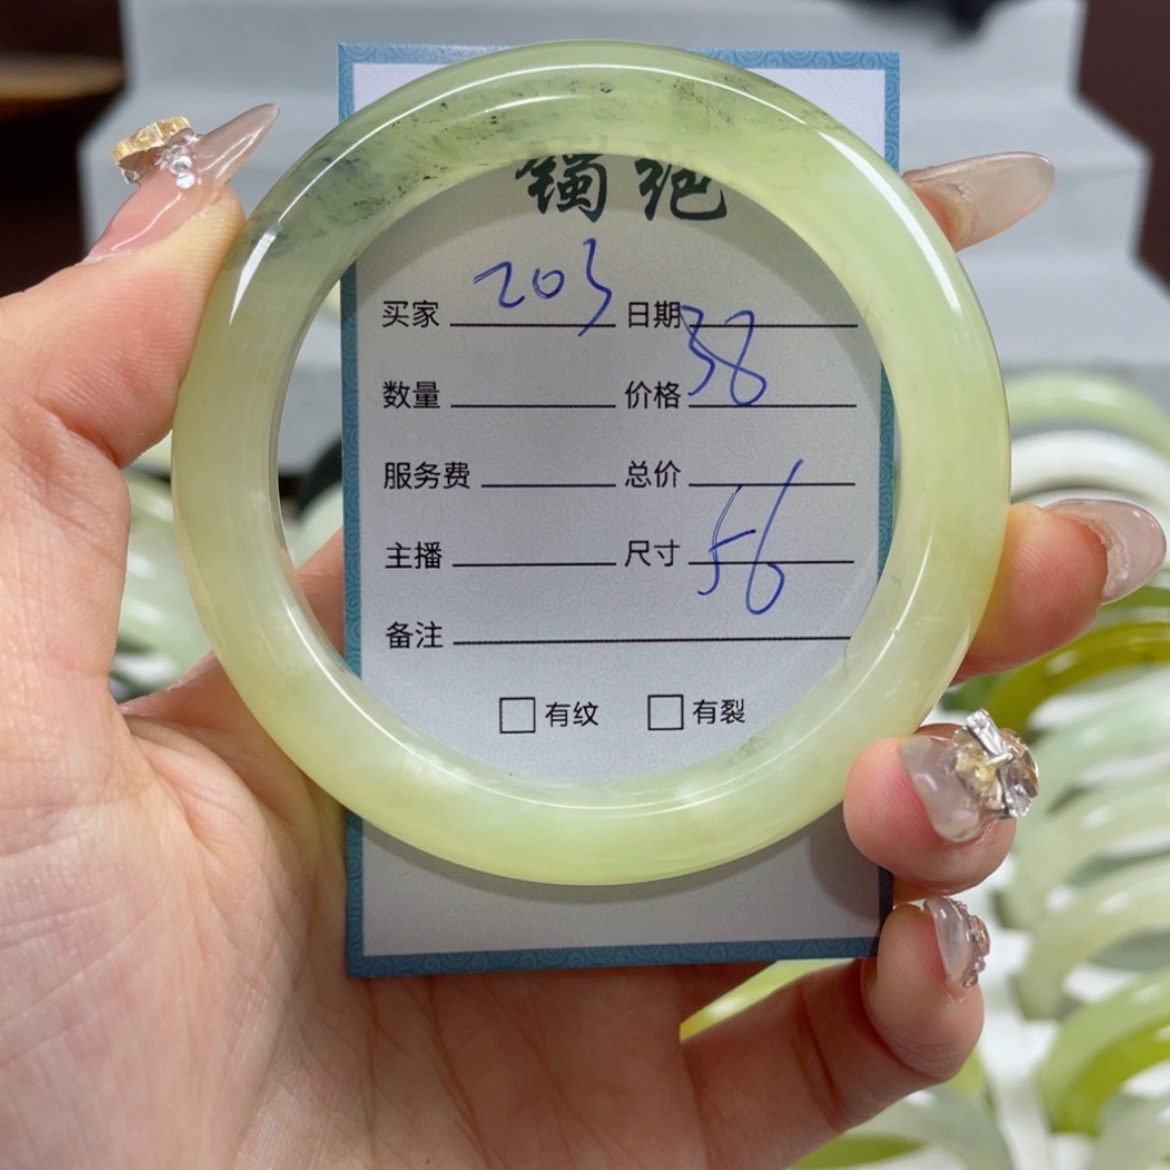 镯
买家 203 日期
数量 价格 38
服务费 总价
主播 尺寸 56
备注
□有纹 □有裂